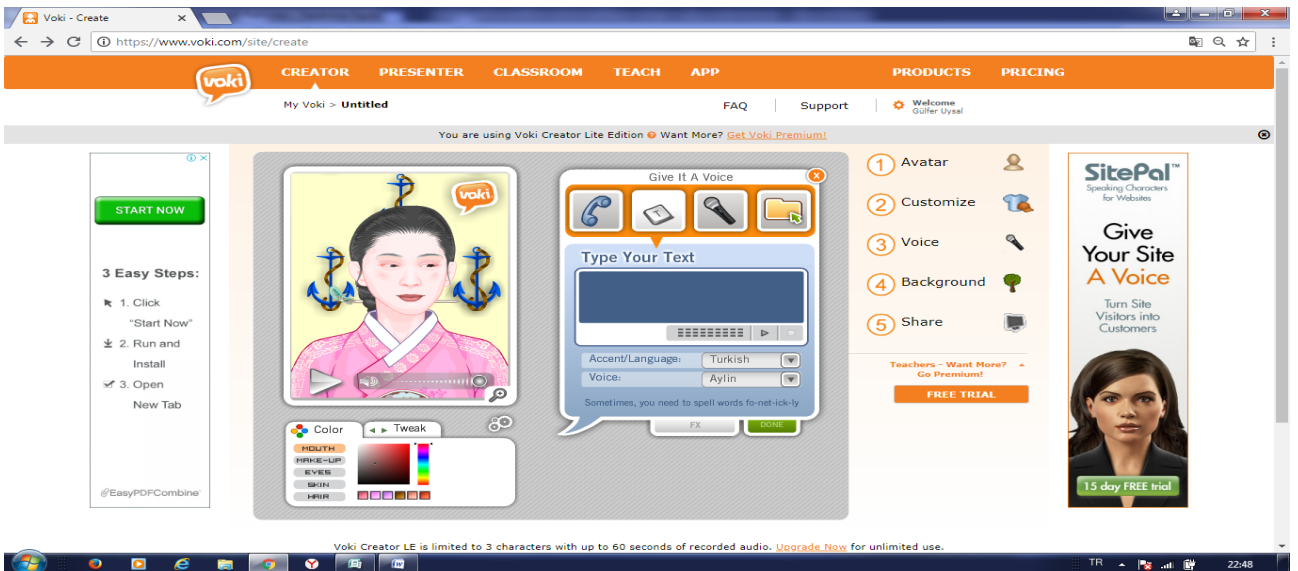 Voki - Create
https://www.voki.com/site/create
voki
CREATOR PRESENTER CLASSROOM TEACH APP PRODUCTS PRICING
My Voki > Untitled
FAQ Support
Welcome
Gülfer Uysal
You are using Voki Creator Lite Edition Want More? Get Voki Premium!
START NOW
3 Easy Steps:
1. Click
“Start Now”
2. Run and
Install
3. Open
New Tab
EasyPDFCombine
voki
Color
Tweak
MOUTH
MAKE-UP
EYES
SKIN
HAIR
Give It A Voice
Type Your Text
Accent/Language: Turkish
Voice: Aylin
Sometimes, you need to spell words fo-net-ick-ly
FX DONE
1 Avatar
2 Customize
3 Voice
4 Background
5 Share
Teachers - Want More?
Go Premium!
FREE TRIAL
SitePal™
Speaking Characters
for Websites
Give
Your Site
A Voice
Turn Site
Visitors into
Customers
15 day FREE trial
Voki Creator LE is limited to 3 characters with up to 60 seconds of recorded audio. Upgrade Now for unlimited use.
TR 22:48